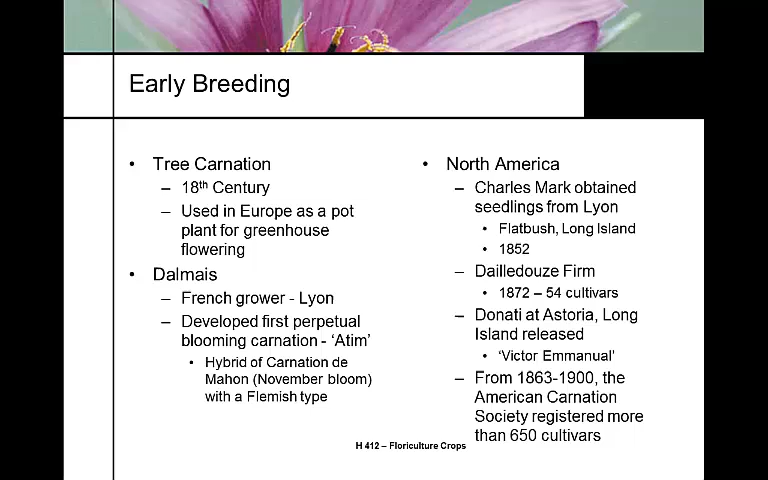 Early Breeding
• Tree Carnation
– 18th Century
– Used in Europe as a pot
plant for greenhouse
flowering
• Dalmais
– French grower - Lyon
– Developed first perpetual
blooming carnation - ‘Atim’
• Hybrid of Carnation de
Mahon (November bloom)
with a Flemish type
• North America
– Charles Mark obtained
seedlings from Lyon
• Flatbush, Long Island
• 1852
– Dailledouze Firm
• 1872 – 54 cultivars
– Donati at Astoria, Long
Island released
• ‘Victor Emmanual’
– From 1863-1900, the
American Carnation
Society registered more
than 650 cultivars
H 412 – Floriculture Crops